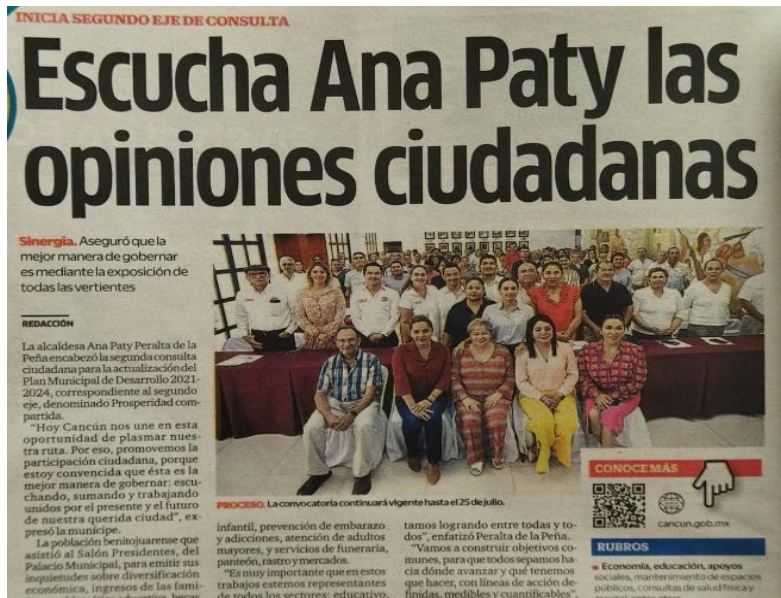 INICIA SEGUNDO EJE DE CONSULTA
Escucha Ana Paty las
opiniones ciudadanas
Sinergia. Aseguró que la
mejor manera de gobernar
es mediante la exposición de
todas las vertientes
REDACCIÓN
La alcaldesa Ana Paty Peralta de la
Peña encabezó la segunda consulta
ciudadana para la actualización del
Plan Municipal de Desarrollo 2021-
2024, correspondiente al segundo
eje, denominado Prosperidad com-
partida.
"Hoy Cancún nos une en esta
oportunidad de plasmar nues-
tra ruta. Por eso, promovemos la
participación ciudadana, porque
estoy convencida que ésta es la
mejor manera de gobernar: escu-
chando, sumando y trabajando
unidos por el presente y el futuro
de nuestra querida ciudad", ex-
presó la munícipe.
La población benitojuarense que
asistió al Salón Presidentes, del
Palacio Municipal, para emitir sus
inquietudes sobre diversificación
económica, ingresos de las fami-
PROCESO. La convocatoria continuará vigente hasta el 25 de julio.
infantil, prevención de embarazo
y adicciones, atención de adultos
mayores, y servicios de funeraria,
panteón, rastro y mercados.
"Es muy importante que en estos
trabajos estemos representantes
de todos los sectores: educativo,
tamos logrando entre todas y to-
dos", enfatizó Peralta de la Peña.
"Vamos a construir objetivos co-
munes, para que todos sepamos ha-
cia dónde avanzar y qué tenemos
que hacer, con líneas de acción de-
finidas, medibles y cuantificables",
CONOCE MÁS
cancun.gob.mx
RUBROS
Economía, educación, apoyos
sociales, mantenimiento de espacios
públicos, consultas de salud física y